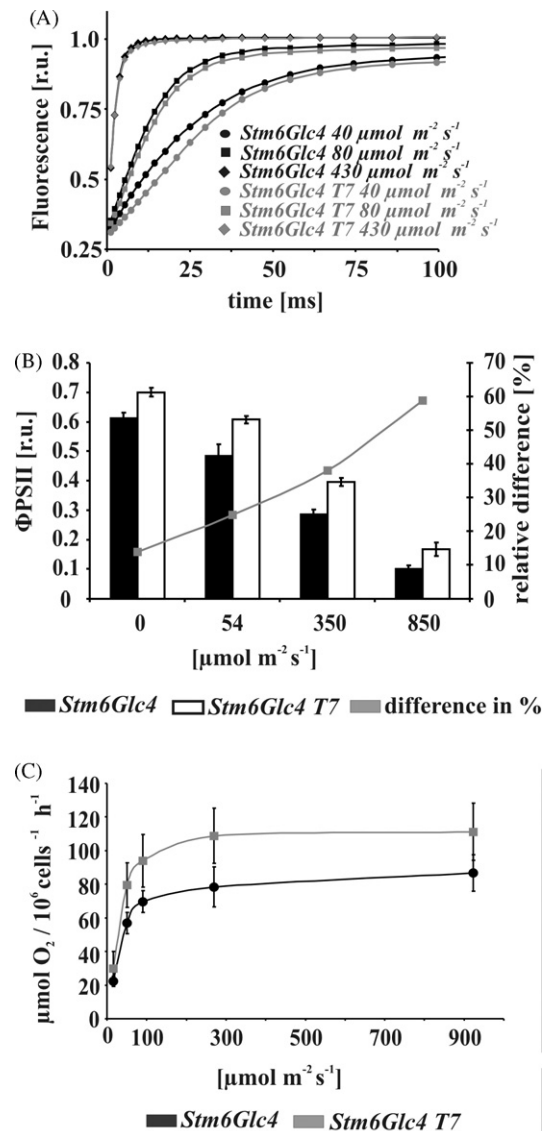 (A)
Fluorescence [r.u.]
1.0
0.75
0.5
0.25
Stm6Glc4 40 µmol m⁻² s⁻¹
Stm6Glc4 80 µmol m⁻² s⁻¹
Stm6Glc4 430 µmol m⁻² s⁻¹
Stm6Glc4 T7 40 µmol m⁻² s⁻¹
Stm6Glc4 T7 80 µmol m⁻² s⁻¹
Stm6Glc4 T7 430 µmol m⁻² s⁻¹
0 25 50 75 100
time [ms]
(B)
ΦPSII [r.u.]
0.8
0.7
0.6
0.5
0.4
0.3
0.2
0.1
0
70
60
50
40
30
20
10
0
relative difference [%]
0 54 350 850
[µmol m⁻² s⁻¹]
Stm6Glc4 Stm6Glc4 T7 difference in %
(C)
µmol O₂ / 10⁶ cells⁻¹ h⁻¹
140
120
100
80
60
40
20
0
0 100 300 500 700 900
[µmol m⁻² s⁻¹]
Stm6Glc4 Stm6Glc4 T7